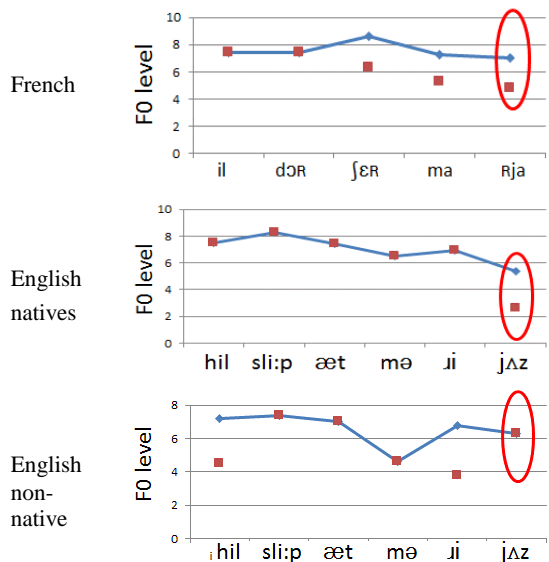 French
F0 level
10
8
6
4
2
0
il dɔʀ ʃɛʀ ma ʀja
English
natives
F0 level
10
8
6
4
2
0
hil sli:p æt mə ɹi jʌz
English
non-
native
F0 level
8
6
4
2
0
i hil sli:p æt mə ɹi jʌz